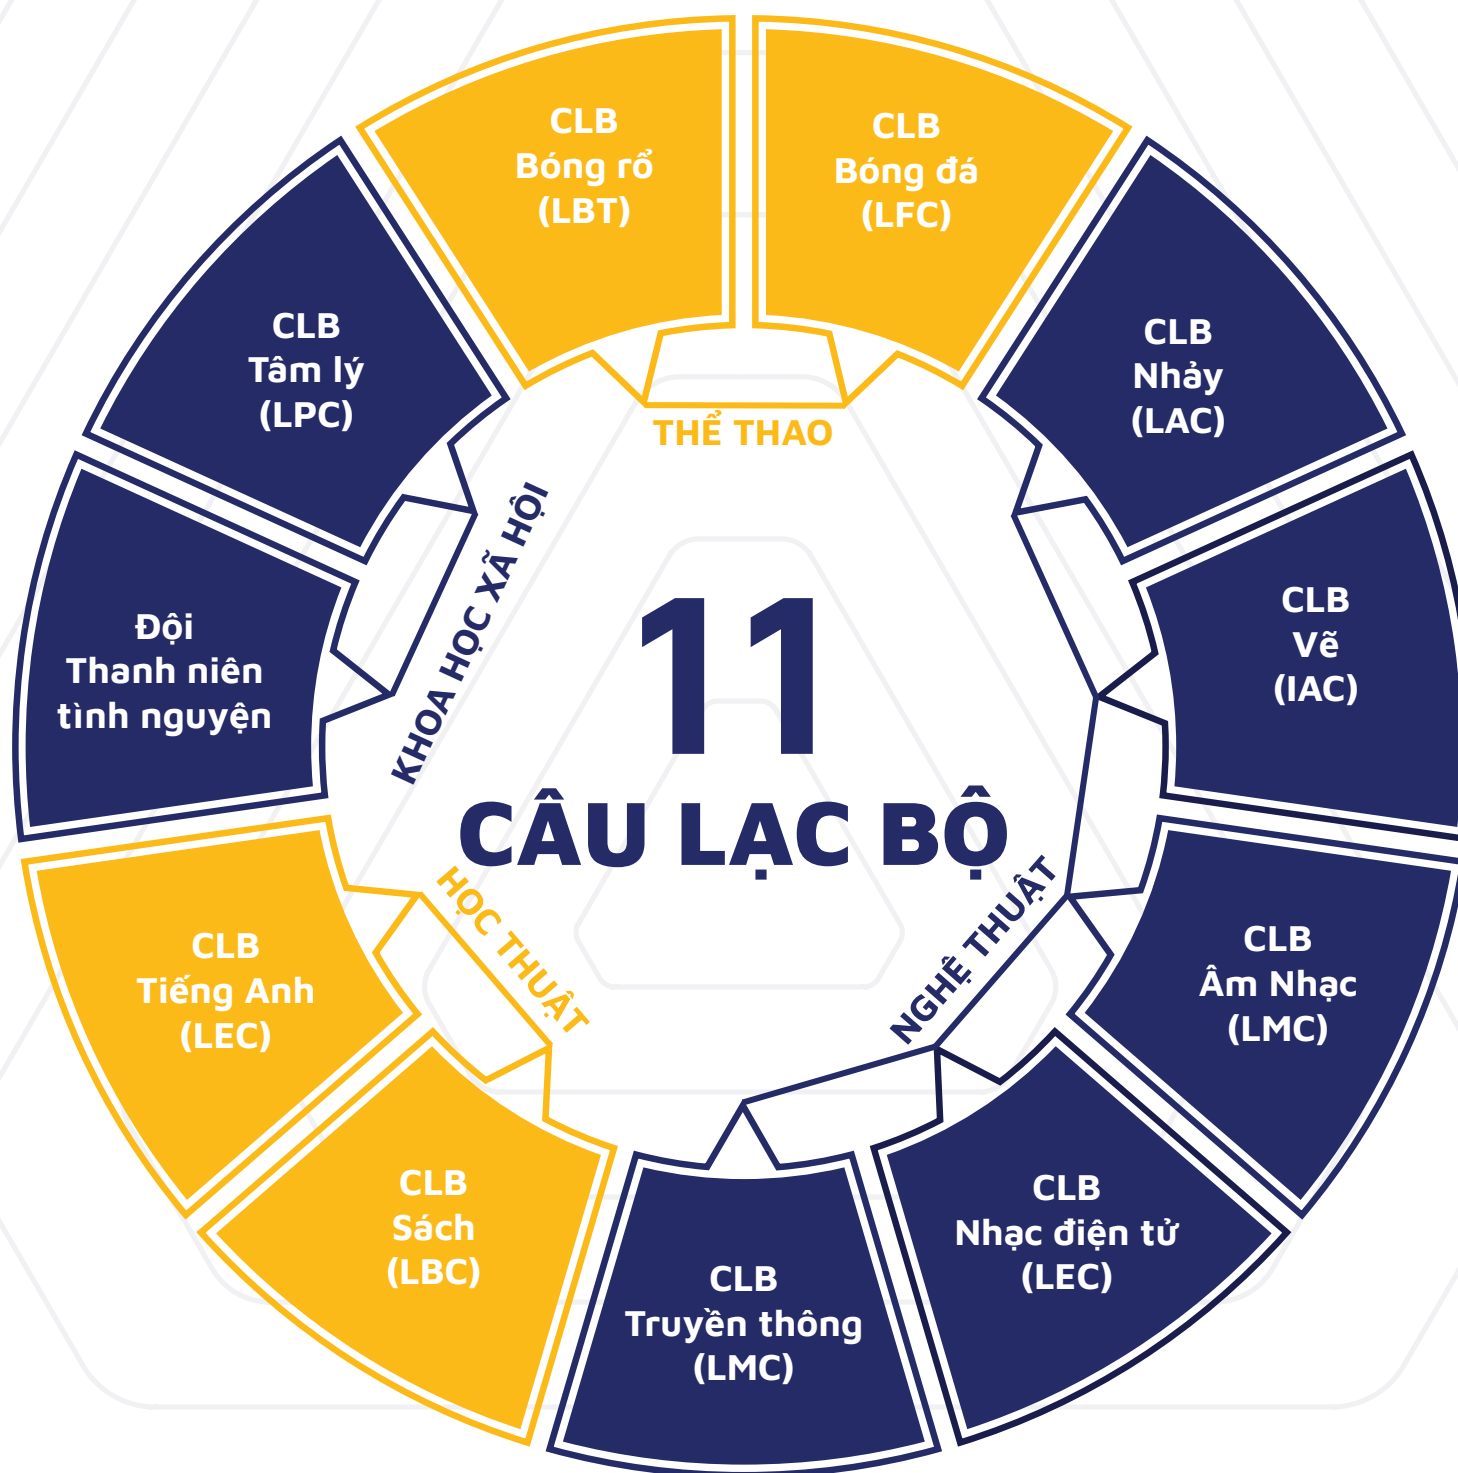 CLB
Bóng rổ
(LBT)
CLB
Bóng đá
(LFC)
CLB
Tâm lý
(LPC)
CLB
Nhảy
(LAC)
THỂ THAO
KHOA HỌC XÃ HỘI
Đội
Thanh niên
tình nguyện
11
CÂU LẠC BỘ
CLB
Vẽ
(IAC)
HỌC THUẬT
NGHỆ THUẬT
CLB
Tiếng Anh
(LEC)
CLB
Âm Nhạc
(LMC)
CLB
Sách
(LBC)
CLB
Nhạc điện tử
(LEC)
CLB
Truyền thông
(LMC)